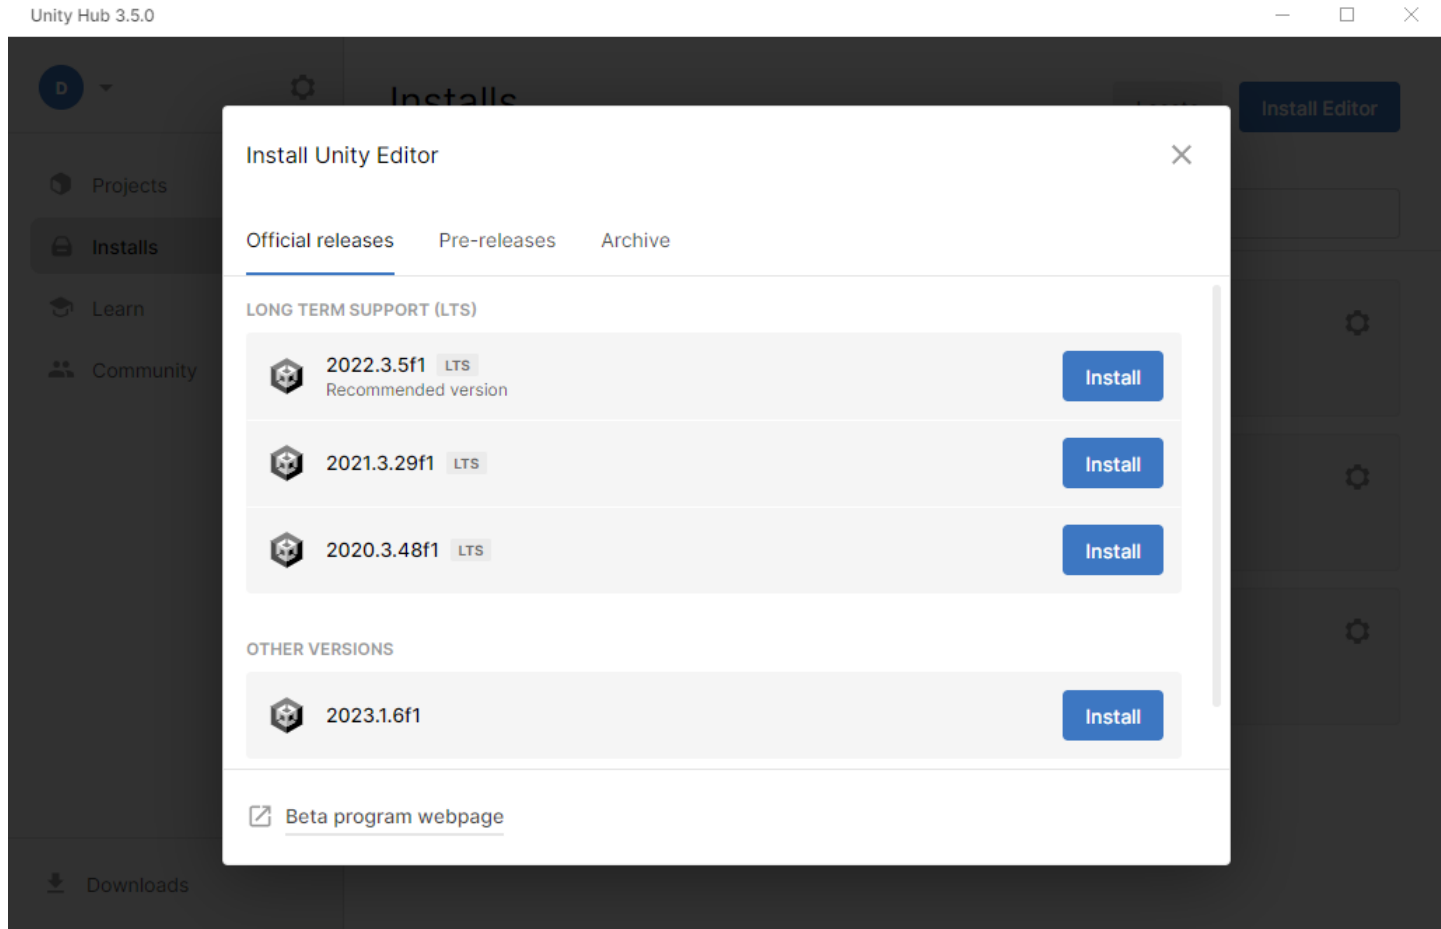 Unity Hub 3.5.0
D
Installs
Install Editor
Projects
Installs
Learn
Community
Downloads
Install Unity Editor
Official releases
Pre-releases
Archive
LONG TERM SUPPORT (LTS)
2022.3.5f1 LTS
Recommended version
Install
2021.3.29f1 LTS
Install
2020.3.48f1 LTS
Install
OTHER VERSIONS
2023.1.6f1
Install
Beta program webpage